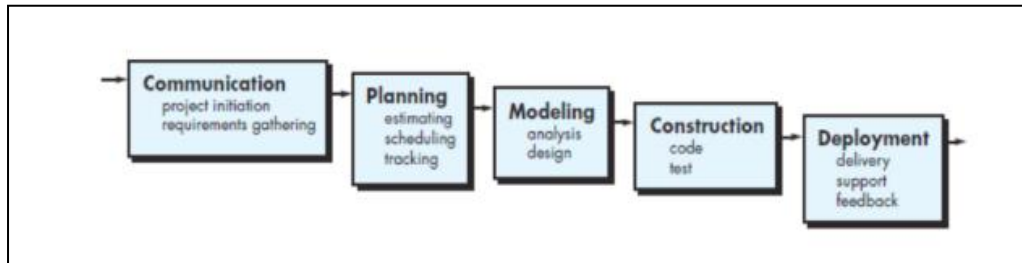 Communication
project initiation
requirements gathering
Planning
estimating
scheduling
tracking
Modeling
analysis
design
Construction
code
test
Deployment
delivery
support
feedback